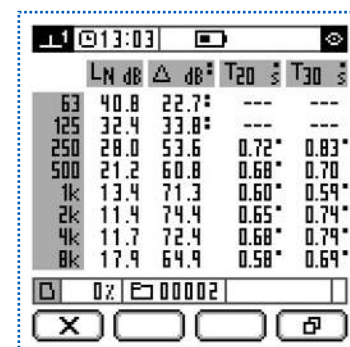 1 13:03
LN dB Δ dB T20 s T30 s
63 40.8 22.7 --- ---
125 32.4 33.8 --- ---
250 28.0 53.6 0.72 0.83
500 21.2 60.8 0.68 0.70
1k 13.4 71.3 0.60 0.59
2k 11.4 74.4 0.65 0.74
4k 11.7 72.4 0.68 0.79
8k 17.9 64.9 0.58 0.69
0% 00002
X